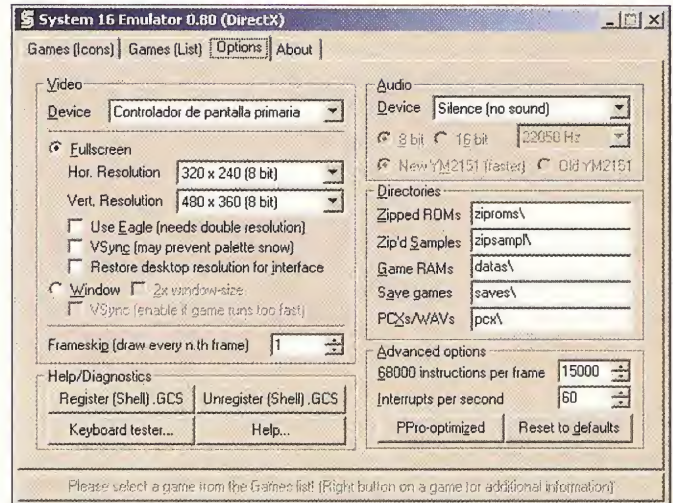 System 16 Emulator 0.80 (DirectX)
Games (Icons) Games (List) Options About
Video
Device Controlador de pantalla primaria
Fullscreen
Hor. Resolution 320 x 240 (8 bit)
Vert. Resolution 480 x 360 (8 bit)
Use Eagle (needs double resolution)
VSync (may prevent palette snow)
Restore desktop resolution for interface
Window 2x window-size
VSync (enable if game runs too fast)
Frameskip (draw every n.th frame) 1
Help/Diagnostics
Register (Shell) .GCS Unregister (Shell) .GCS
Keyboard tester... Help...
Audio
Device Silence (no sound)
8 bit 16 bit 22050 Hz
New YM2151 (faster) Old YM2151
Directories
Zipped ROMs ziproms\
Zip'd Samples zipsampl\
Game RAMs datas\
Save games saves\
PCXs/WAVs pcx\
Advanced options
68000 instructions per frame 15000
Interrupts per second 60
PPro-optimized Reset to defaults
Please select a game from the Games list! (Right button on a game for additional information)